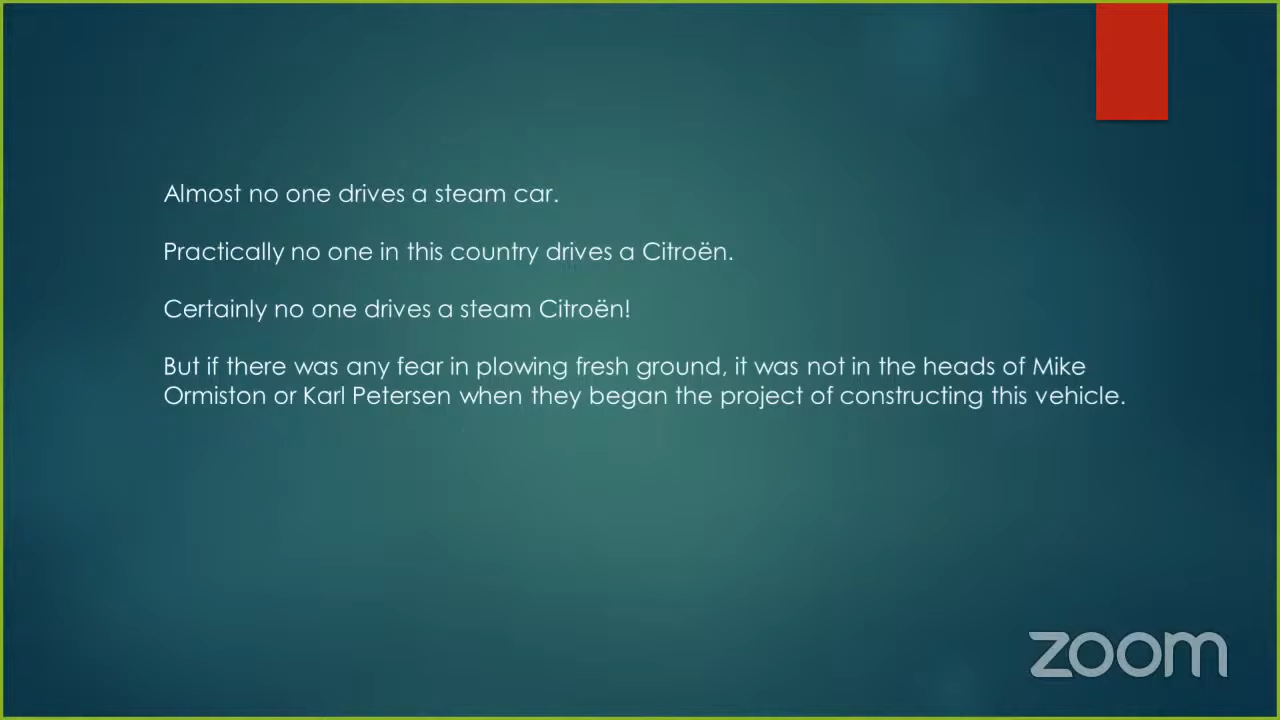 Almost no one drives a steam car.
Practically no one in this country drives a Citroën.
Certainly no one drives a steam Citroën!
But if there was any fear in plowing fresh ground, it was not in the heads of Mike
Ormiston or Karl Petersen when they began the project of constructing this vehicle.
zoom